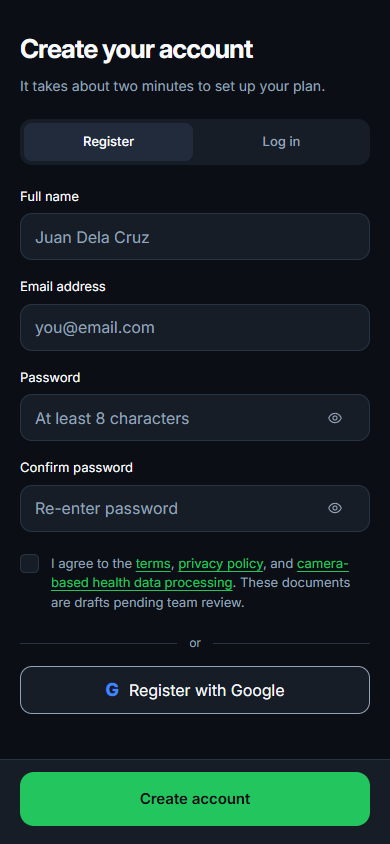 Create your account
It takes about two minutes to set up your plan.
Register
Log in
Full name
Juan Dela Cruz
Email address
you@email.com
Password
At least 8 characters
Confirm password
Re-enter password
I agree to the terms, privacy policy, and camera-
based health data processing. These documents
are drafts pending team review.
or
G Register with Google
Create account